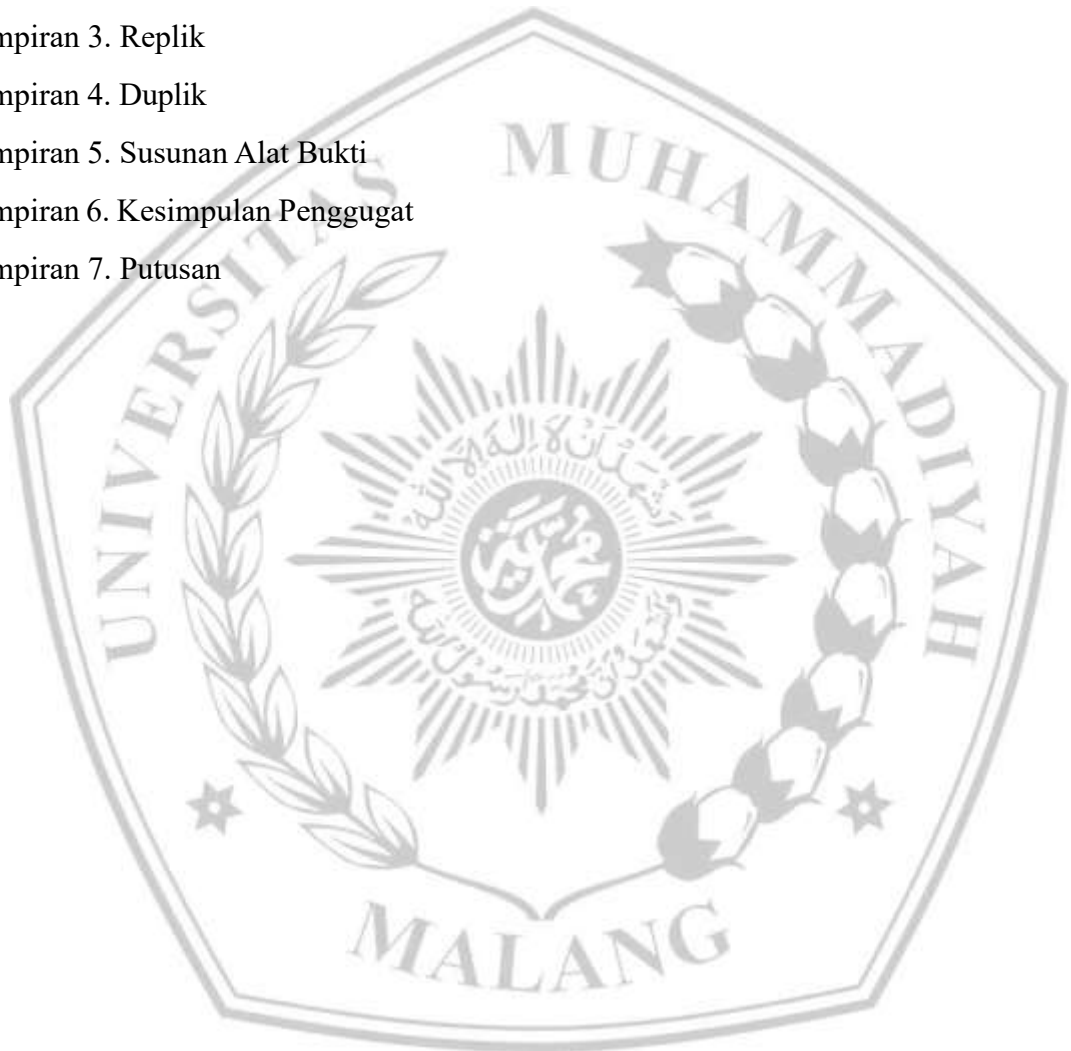 mpiran 3. Replik
mpiran 4. Duplik
mpiran 5. Susunan Alat Bukti
mpiran 6. Kesimpulan Penggugat
mpiran 7. Putusan
UNIVERSITAS MUHAMMADIYAH
MALANG